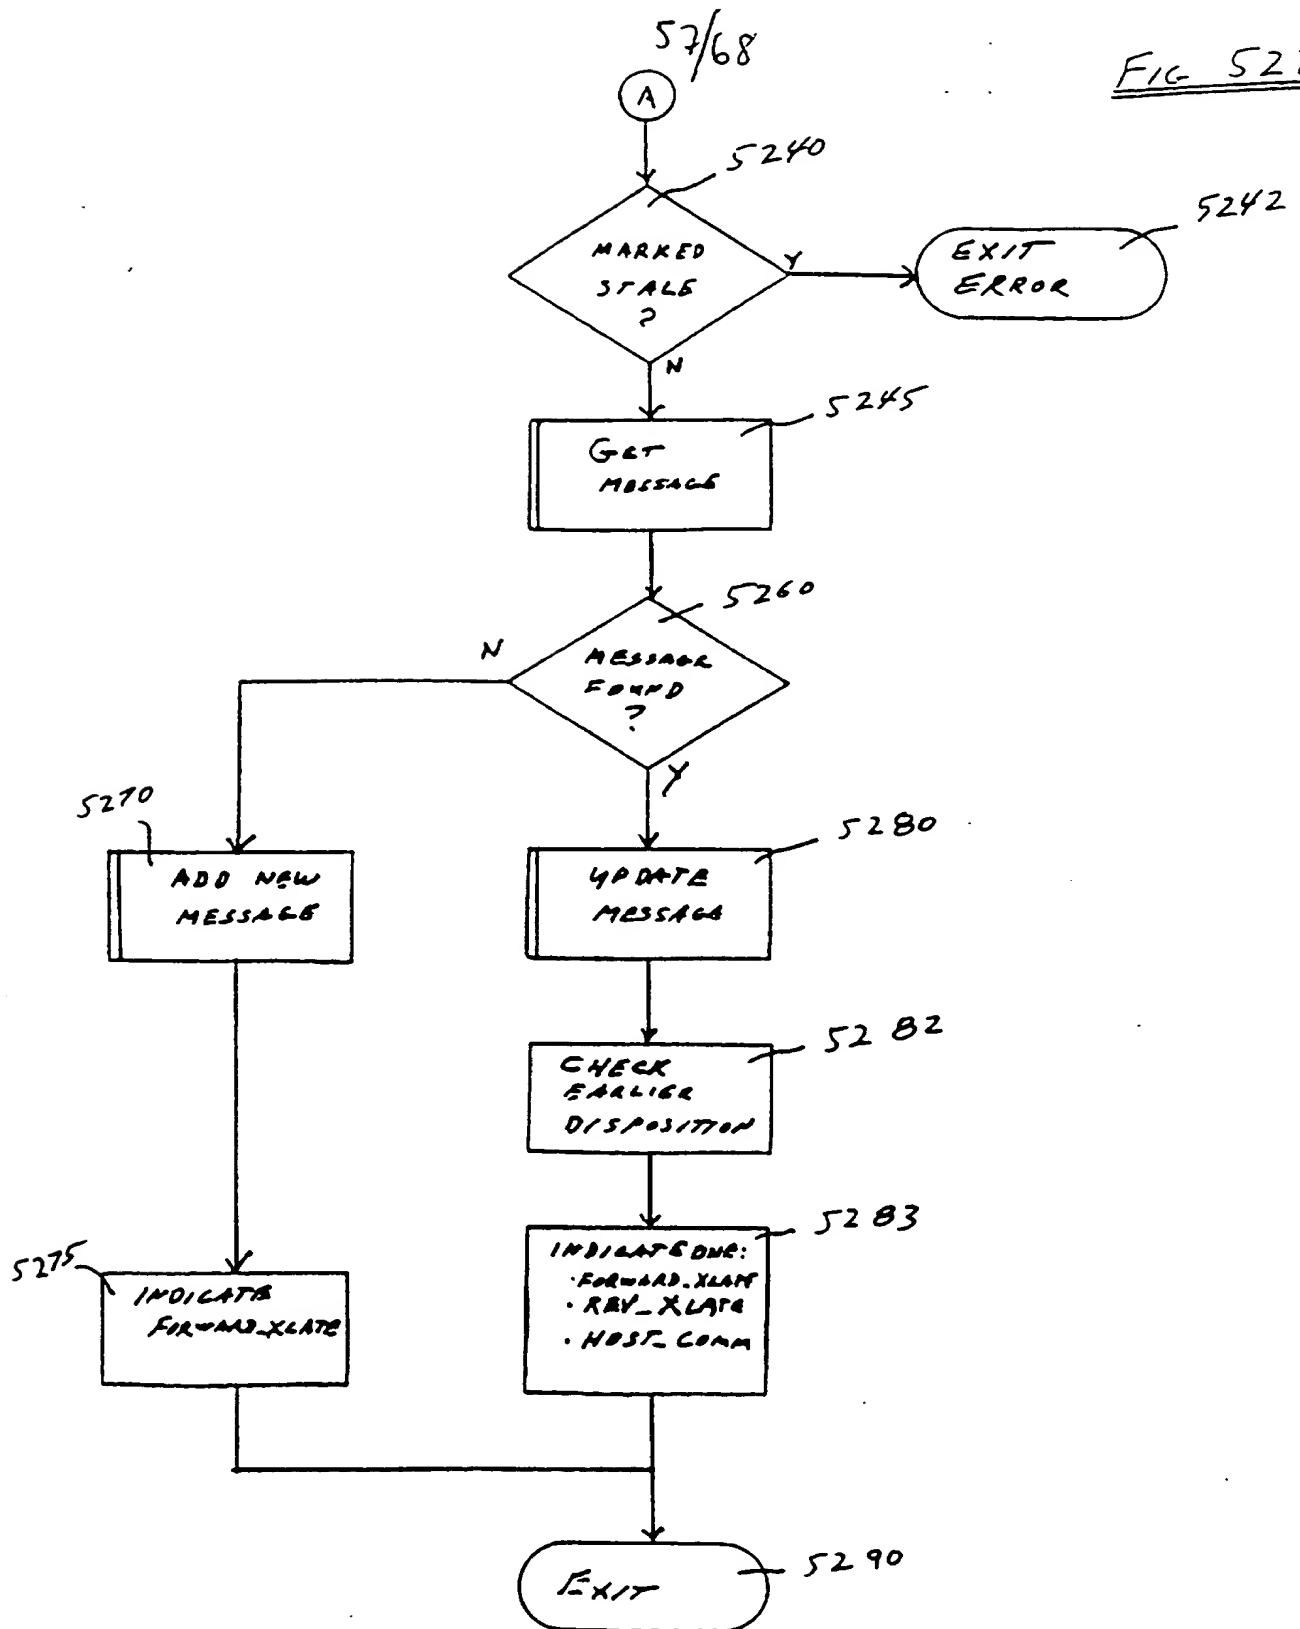 57/68
FIG 52
A
5240
MARKED
STALE
?
Y
5242
EXIT
ERROR
N
5245
GET
MESSAGE
5260
MESSAGE
FOUND
?
N
Y
5270
ADD NEW
MESSAGE
5280
UPDATE
MESSAGE
5282
CHECK
EARLIER
DISPOSITION
5275
INDICATE
FORWARD_XLATE
5283
INDICATE ONE:
· FORWARD_XLATE
· REV_XLATE
· HOST_COMM
5290
EXIT